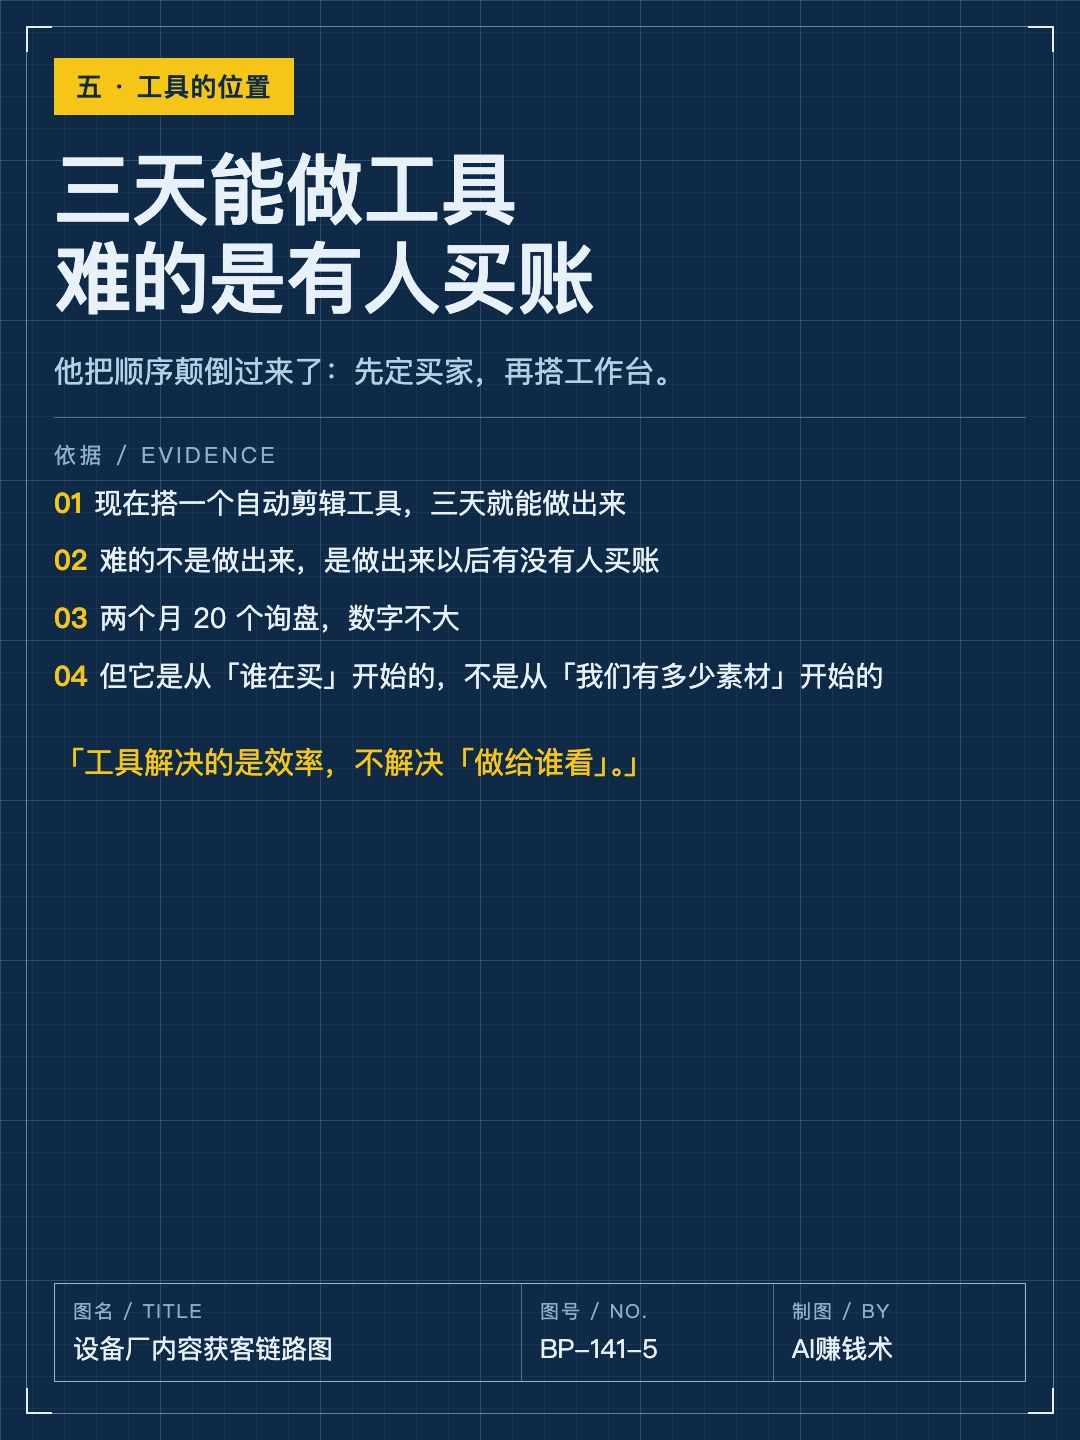 五 · 工具的位置
三天能做工具
难的是有人买账
他把顺序颠倒过来了：先定买家，再搭工作台。
依据 / EVIDENCE
01 现在搭一个自动剪辑工具，三天就能做出来
02 难的不是做出来，是做出来以后有没有人买账
03 两个月 20 个询盘，数字不大
04 但它是从「谁在买」开始的，不是从「我们有多少素材」开始的
「工具解决的是效率，不解决「做给谁看」。」
图名 / TITLE
设备厂内容获客链路图
图号 / NO.
BP-141-5
制图 / BY
AI赚钱术